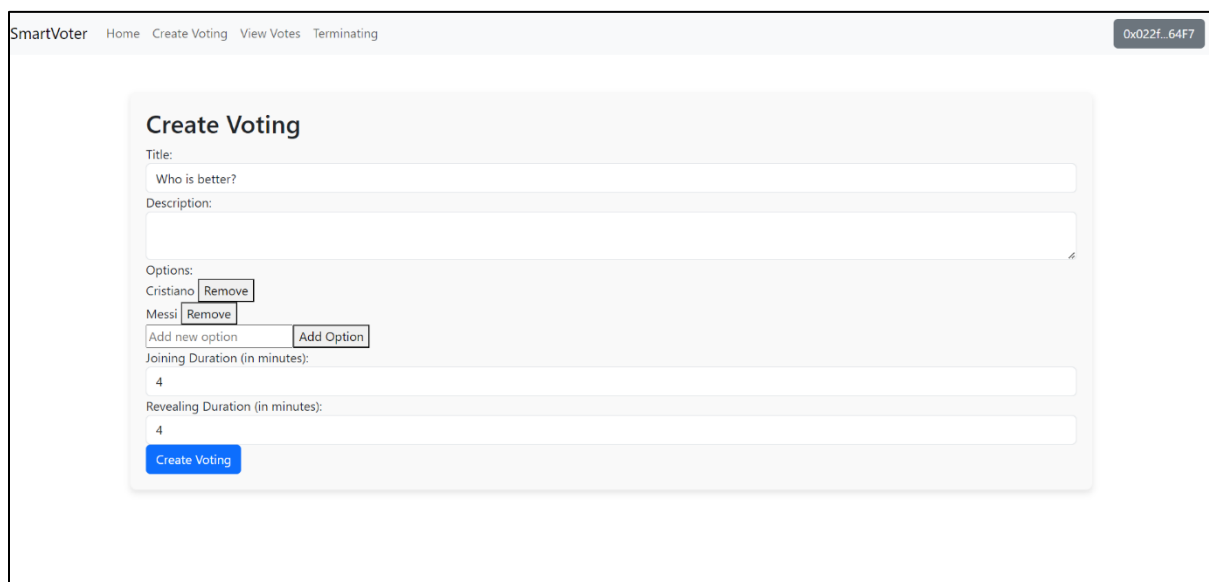 SmartVoter Home Create Voting View Votes Terminating 0x022f...64F7
Create Voting
Title:
Who is better?
Description:
Options:
Cristiano Remove
Messi Remove
Add new option Add Option
Joining Duration (in minutes):
4
Revealing Duration (in minutes):
4
Create Voting